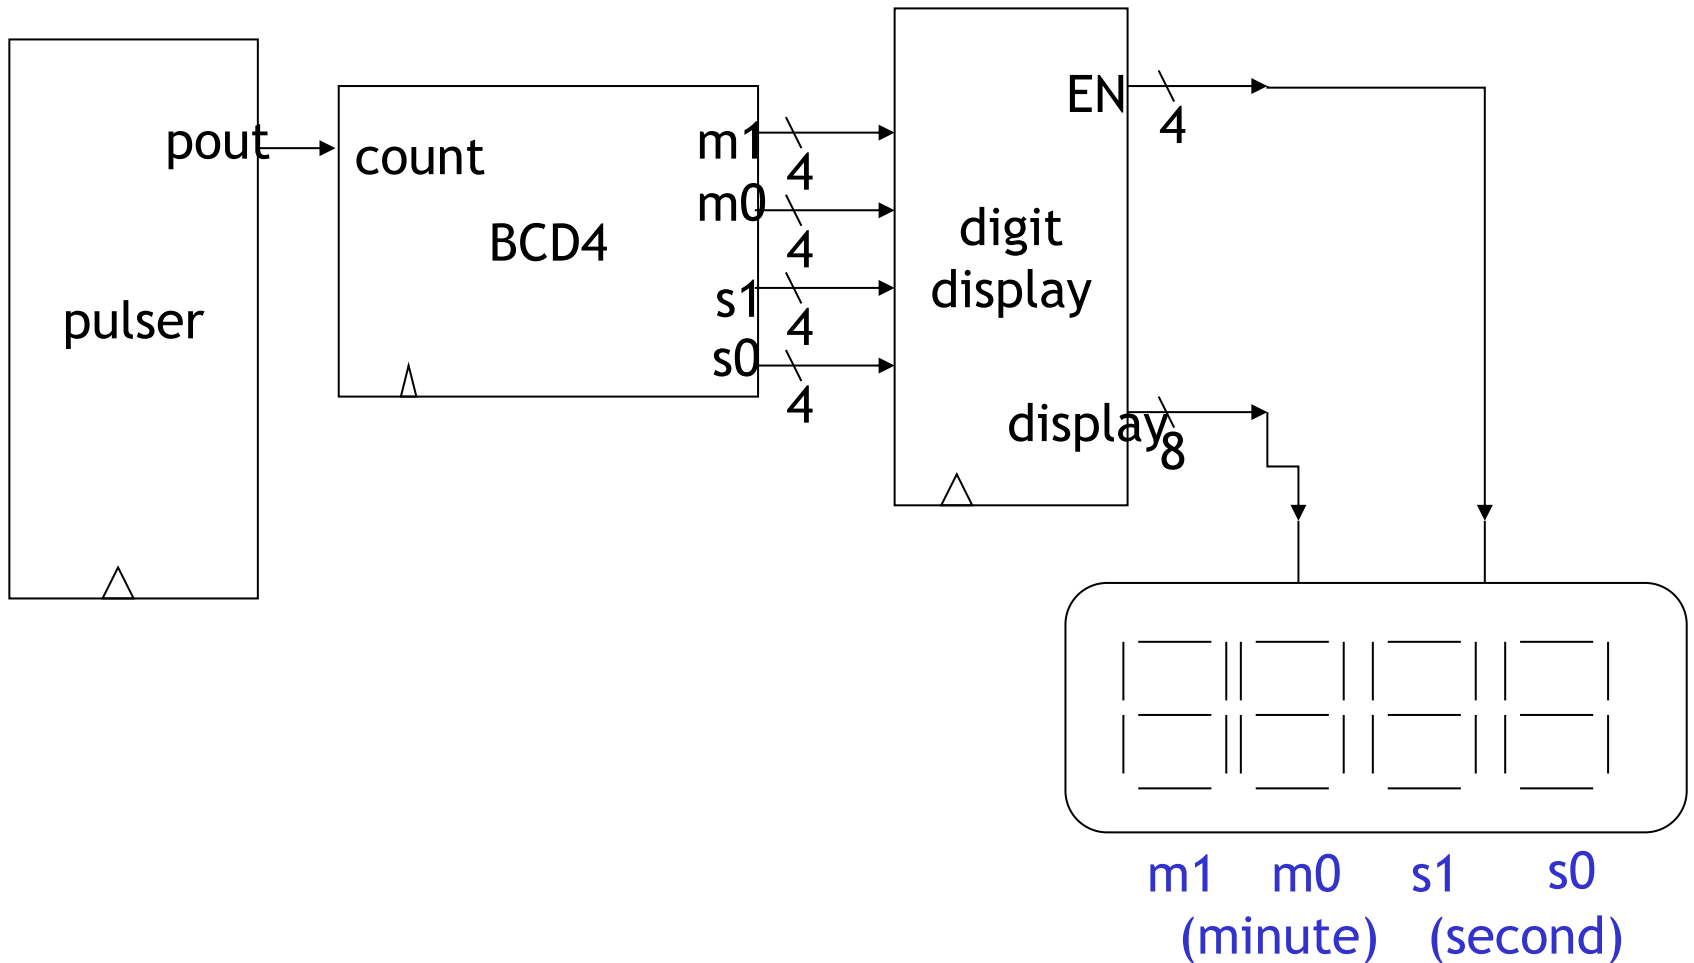 pulser
pout
count
BCD4
m1
4
m0
4
s1
4
s0
4
digit
display
EN
4
display
8
m1 m0 s1 s0
(minute) (second)